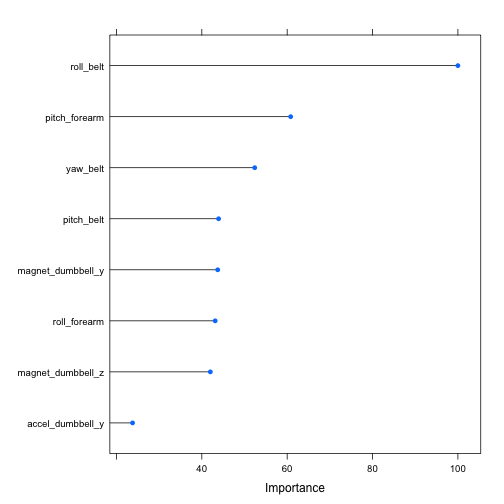 roll_belt
pitch_forearm
yaw_belt
pitch_belt
magnet_dumbbell_y
roll_forearm
magnet_dumbbell_z
accel_dumbbell_y
40 60 80 100
Importance